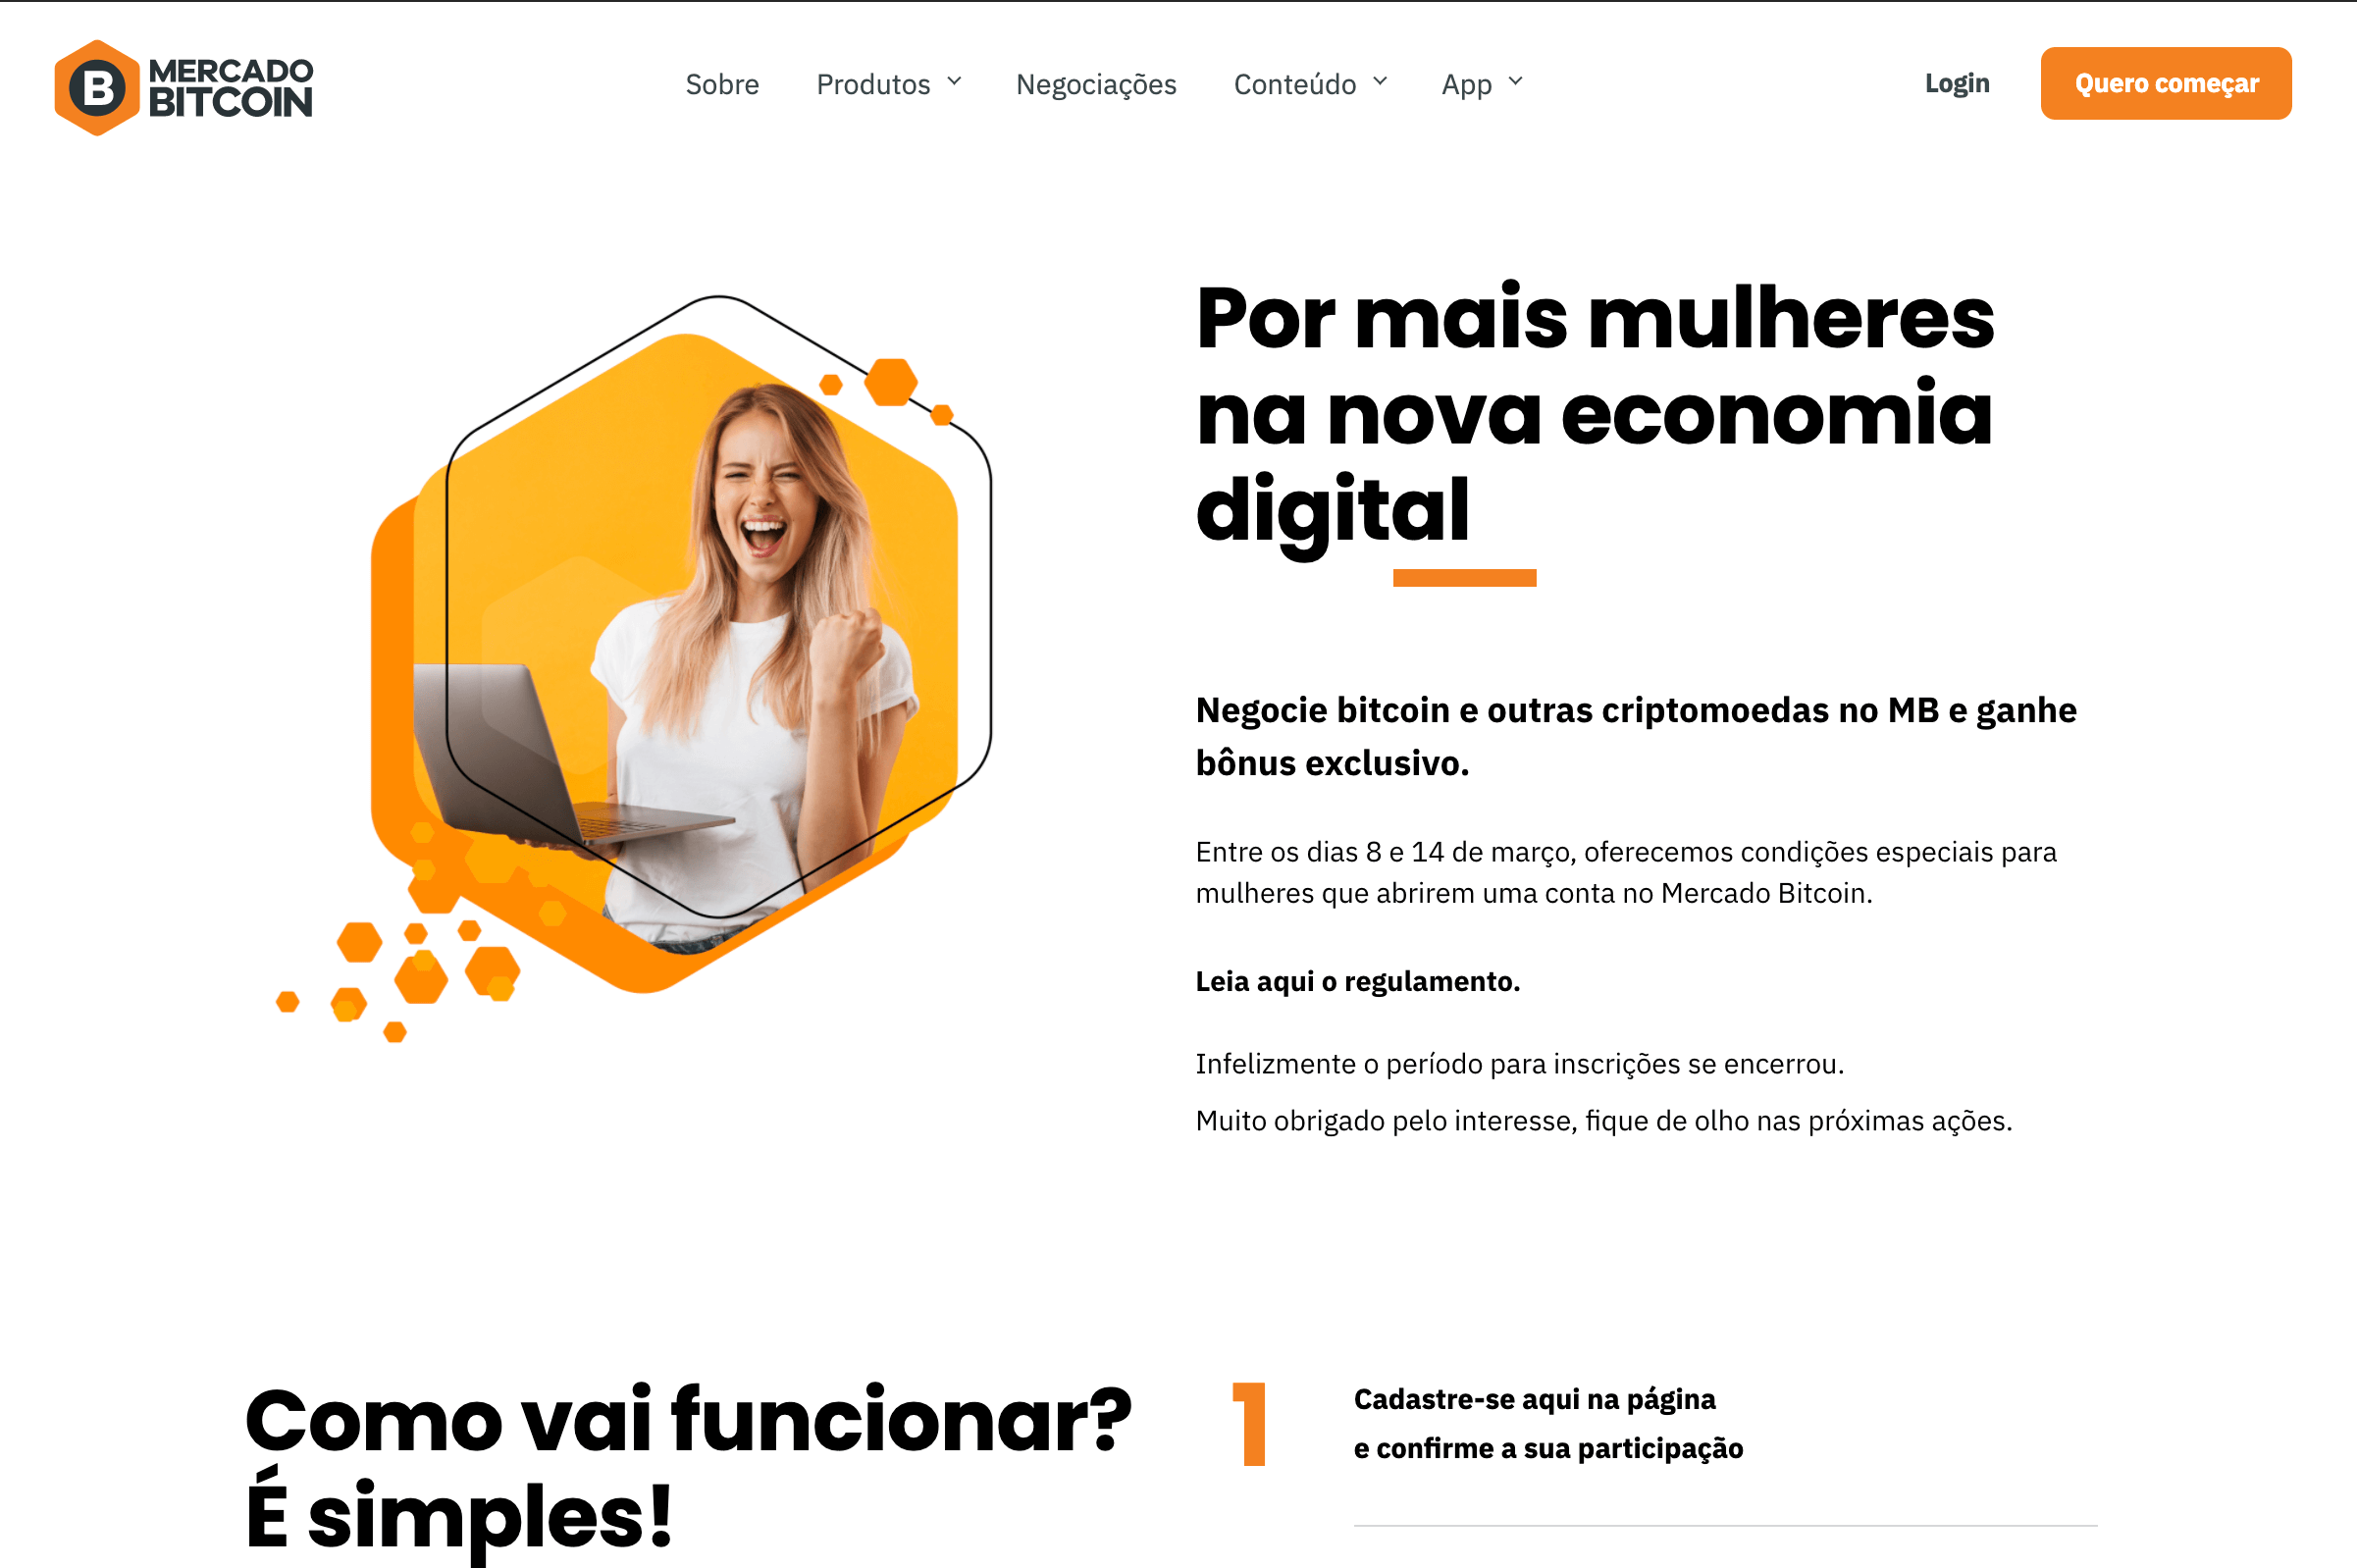 B MERCADO
BITCOIN
Sobre
Produtos
Negociações
Conteúdo
App
Login
Quero começar
Por mais mulheres
na nova economia
digital
Negocie bitcoin e outras criptomoedas no MB e ganhe
bônus exclusivo.
Entre os dias 8 e 14 de março, oferecemos condições especiais para
mulheres que abrirem uma conta no Mercado Bitcoin.
Leia aqui o regulamento.
Infelizmente o período para inscrições se encerrou.
Muito obrigado pelo interesse, fique de olho nas próximas ações.
Como vai funcionar?
É simples!
1
Cadastre-se aqui na página
e confirme a sua participação